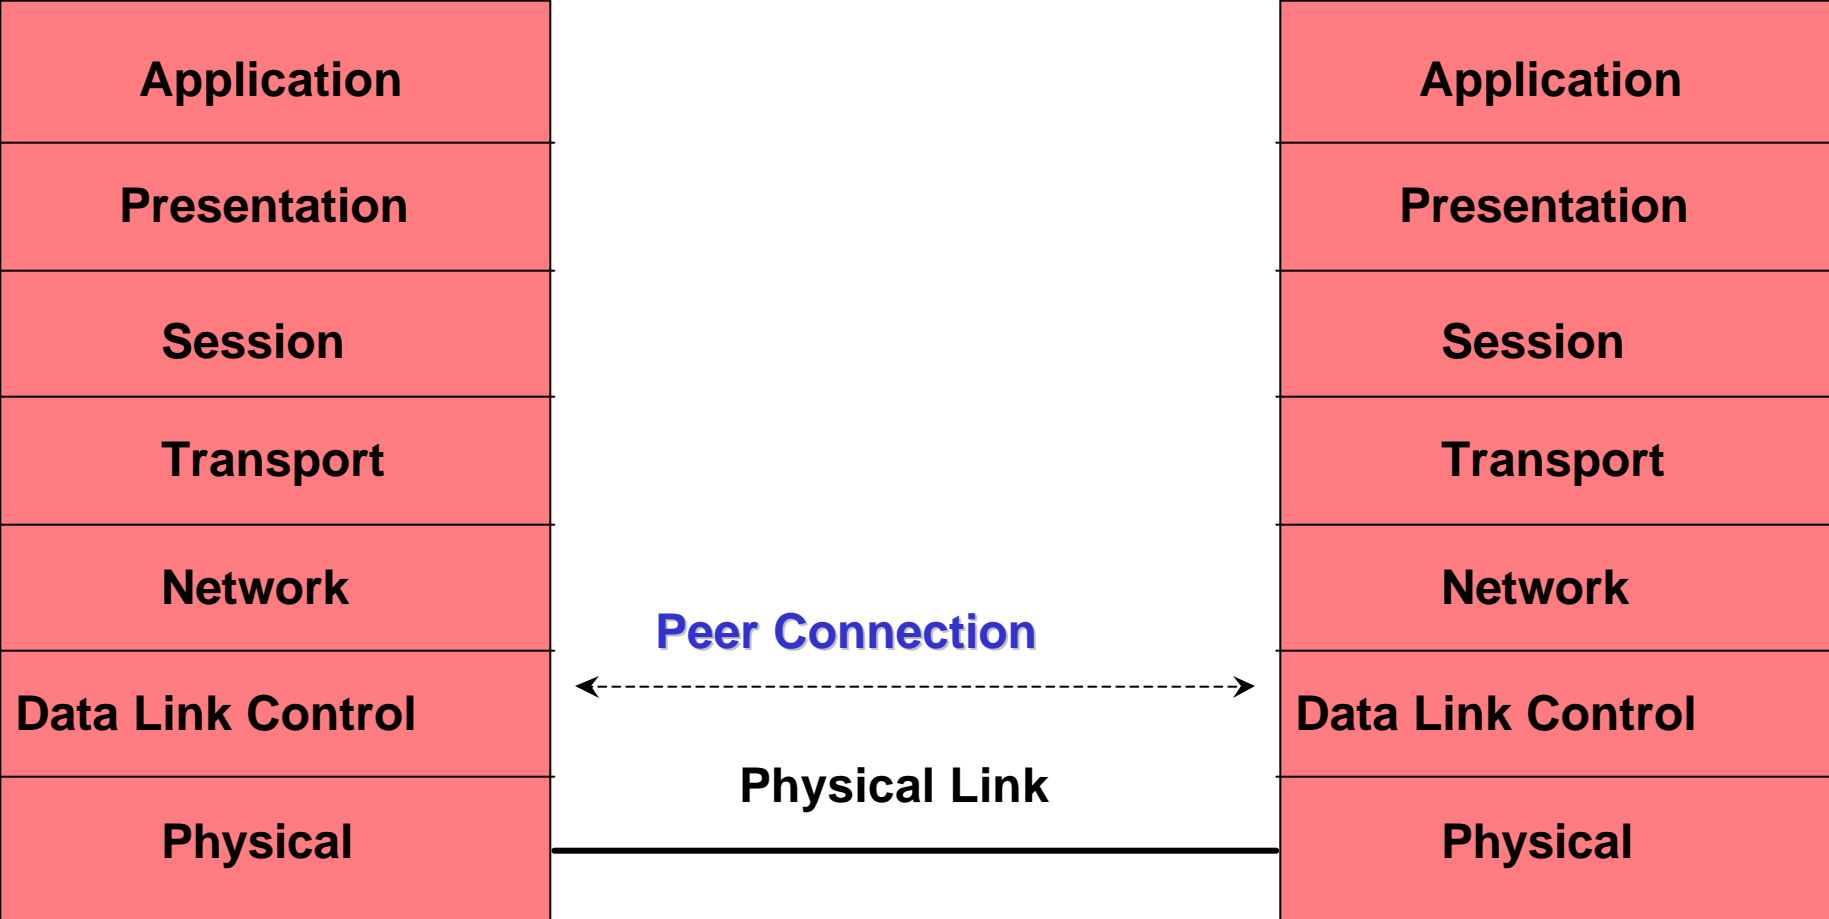 Application
Application
Presentation
Presentation
Session
Session
Transport
Transport
Network
Network
Peer Connection
Data Link Control
Data Link Control
Physical Link
Physical
Physical